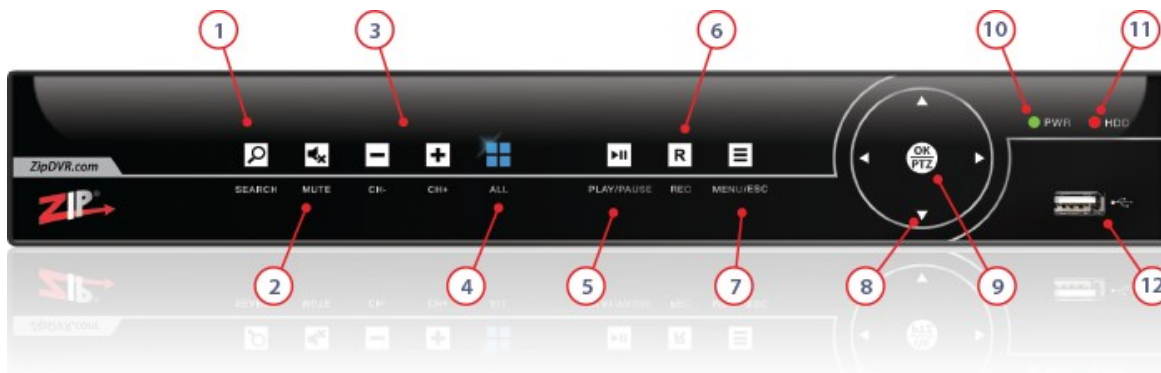 1 3 6 10 11
PWR HDD
OK
PTZ
R
ZipDVR.com
SEARCH MUTE CH- CH+ ALL PLAY/PAUSE REC MENU/ESC
ZIP
2 4 5 7 8 9 12